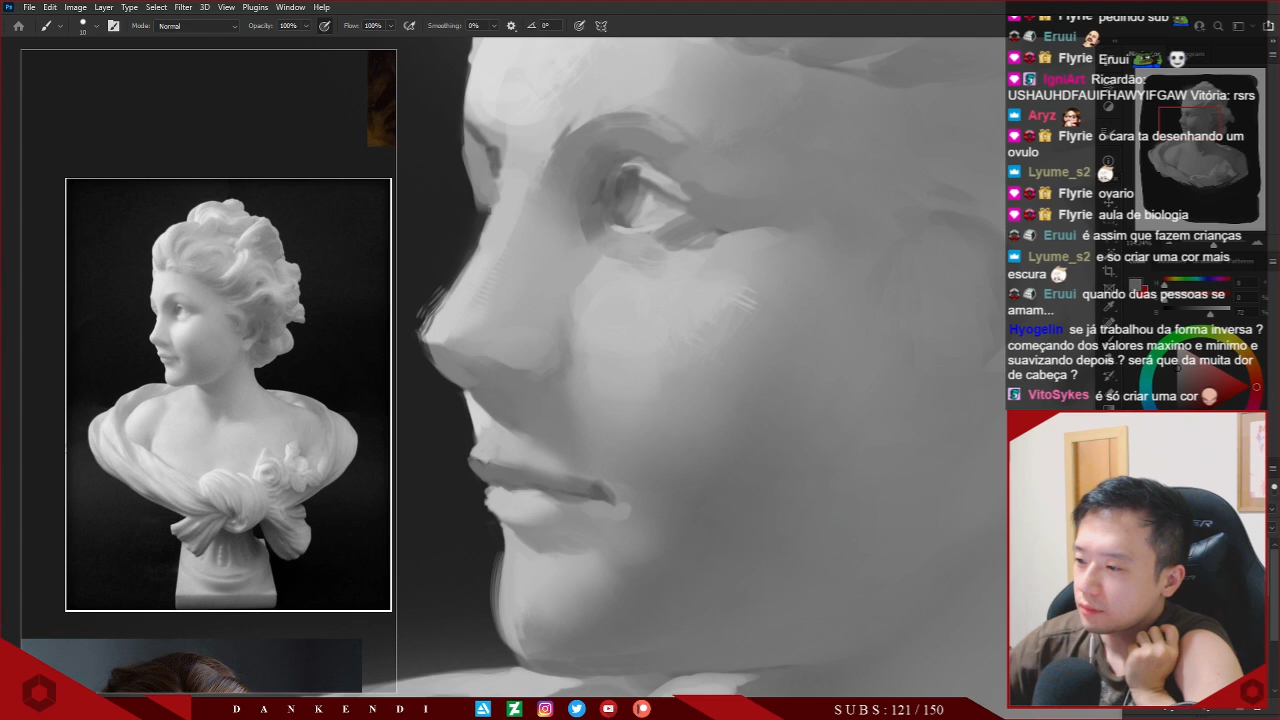 File Edit Image Layer Type Select Filter 3D View Plugins Window Help
Mode: Normal Opacity: 100% Flow: 100% Smoothing: 0% 0°
10
Flyrie pedindo sub
Eruui
Flyrie Eruui
IgniArt Ricardão:
USHAUHDFAUIFHAWYIFGAW Vitória: rsrs
Aryz
Flyrie o cara ta desenhando um
ovulo
Lyume_s2
Flyrie ovario
Flyrie aula de biologia
Eruui é assim que fazem crianças
Lyume_s2 e so criar uma cor mais
escura
Eruui quando duas pessoas se
amam...
Hyogelin se já trabalhou da forma inversa ?
começando dos valores maximo e minimo e
suavizando depois ? será que da muita dor
de cabeça ?
VitoSykes é só criar uma cor
DANKENDI
SUBS: 121 / 150